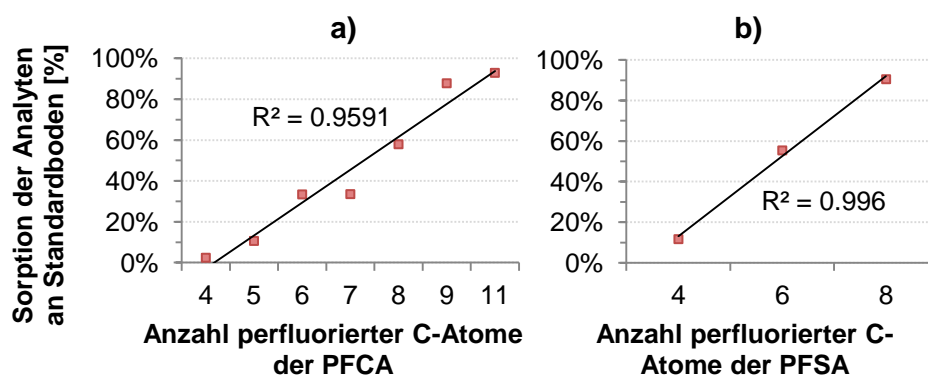 a)
Sorption der Analyten
an Standardboden [%]
100%
80%
60%
40%
20%
0%
R² = 0.9591
4 5 6 7 8 9 11
Anzahl perfluorierter C-Atome
der PFCA
b)
100%
80%
60%
40%
20%
0%
R² = 0.996
4 6 8
Anzahl perfluorierter C-
Atome der PFSA